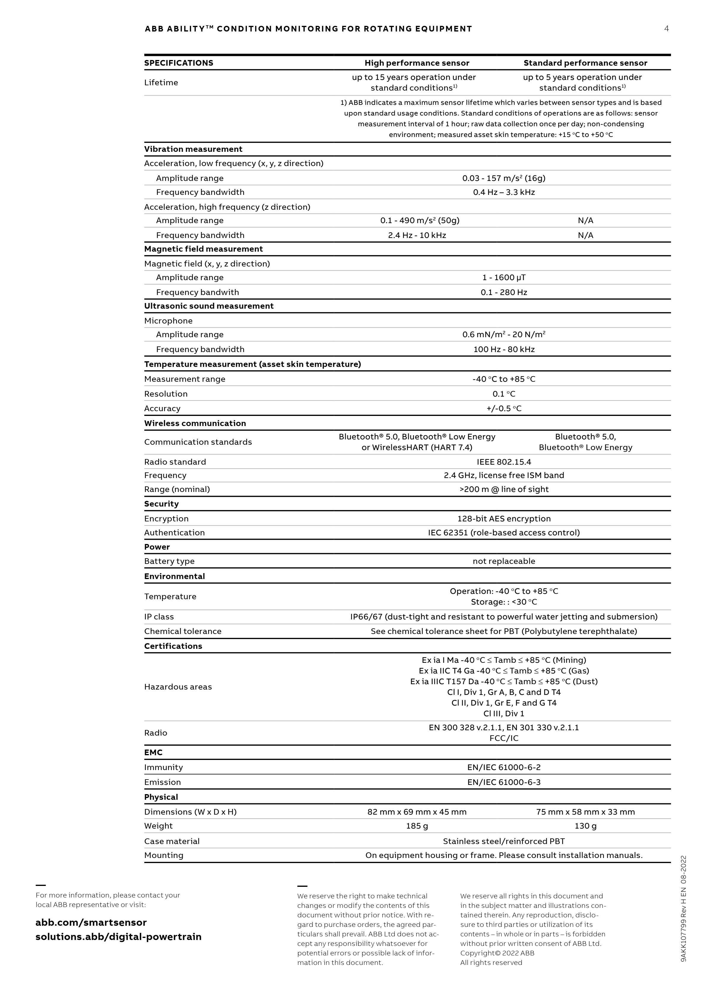 ABB ABILITY™ CONDITION MONITORING FOR ROTATING EQUIPMENT
4
SPECIFICATIONS High performance sensor Standard performance sensor
Lifetime up to 15 years operation under standard conditions1) up to 5 years operation under standard conditions1)
1) ABB indicates a maximum sensor lifetime which varies between sensor types and is based
upon standard usage conditions. Standard conditions of operations are as follows: sensor
measurement interval of 1 hour; raw data collection once per day; non-condensing
environment; measured asset skin temperature: +15 °C to +50 °C
Vibration measurement
Acceleration, low frequency (x, y, z direction)
Amplitude range 0.03 - 157 m/s² (16g)
Frequency bandwidth 0.4 Hz – 3.3 kHz
Acceleration, high frequency (z direction)
Amplitude range 0.1 - 490 m/s² (50g) N/A
Frequency bandwidth 2.4 Hz - 10 kHz N/A
Magnetic field measurement
Magnetic field (x, y, z direction)
Amplitude range 1 - 1600 µT
Frequency bandwith 0.1 - 280 Hz
Ultrasonic sound measurement
Microphone
Amplitude range 0.6 mN/m² - 20 N/m²
Frequency bandwidth 100 Hz - 80 kHz
Temperature measurement (asset skin temperature)
Measurement range -40 °C to +85 °C
Resolution 0.1 °C
Accuracy +/-0.5 °C
Wireless communication
Communication standards Bluetooth® 5.0, Bluetooth® Low Energy or WirelessHART (HART 7.4) Bluetooth® 5.0, Bluetooth® Low Energy
Radio standard IEEE 802.15.4
Frequency 2.4 GHz, license free ISM band
Range (nominal) >200 m @ line of sight
Security
Encryption 128-bit AES encryption
Authentication IEC 62351 (role-based access control)
Power
Battery type not replaceable
Environmental
Temperature Operation: -40 °C to +85 °C
Storage: : <30 °C
IP class IP66/67 (dust-tight and resistant to powerful water jetting and submersion)
Chemical tolerance See chemical tolerance sheet for PBT (Polybutylene terephthalate)
Certifications
Hazardous areas Ex ia I Ma -40 °C ≤ Tamb ≤ +85 °C (Mining)
Ex ia IIC T4 Ga -40 °C ≤ Tamb ≤ +85 °C (Gas)
Ex ia IIIC T157 Da -40 °C ≤ Tamb ≤ +85 °C (Dust)
Cl I, Div 1, Gr A, B, C and D T4
Cl II, Div 1, Gr E, F and G T4
Cl III, Div 1
Radio EN 300 328 v.2.1.1, EN 301 330 v.2.1.1
FCC/IC
EMC
Immunity EN/IEC 61000-6-2
Emission EN/IEC 61000-6-3
Physical
Dimensions (W x D x H) 82 mm x 69 mm x 45 mm 75 mm x 58 mm x 33 mm
Weight 185 g 130 g
Case material Stainless steel/reinforced PBT
Mounting On equipment housing or frame. Please consult installation manuals.
For more information, please contact your
local ABB representative or visit:
abb.com/smartsensor
solutions.abb/digital-powertrain
We reserve the right to make technical
changes or modify the contents of this
document without prior notice. With re-
gard to purchase orders, the agreed par-
ticulars shall prevail. ABB Ltd does not ac-
cept any responsibility whatsoever for
potential errors or possible lack of infor-
mation in this document.
We reserve all rights in this document and
in the subject matter and illustrations con-
tained therein. Any reproduction, disclo-
sure to third parties or utilization of its
contents – in whole or in parts – is forbidden
without prior written consent of ABB Ltd.
Copyright© 2022 ABB
All rights reserved
9AKK107799 Rev H EN 08-2022